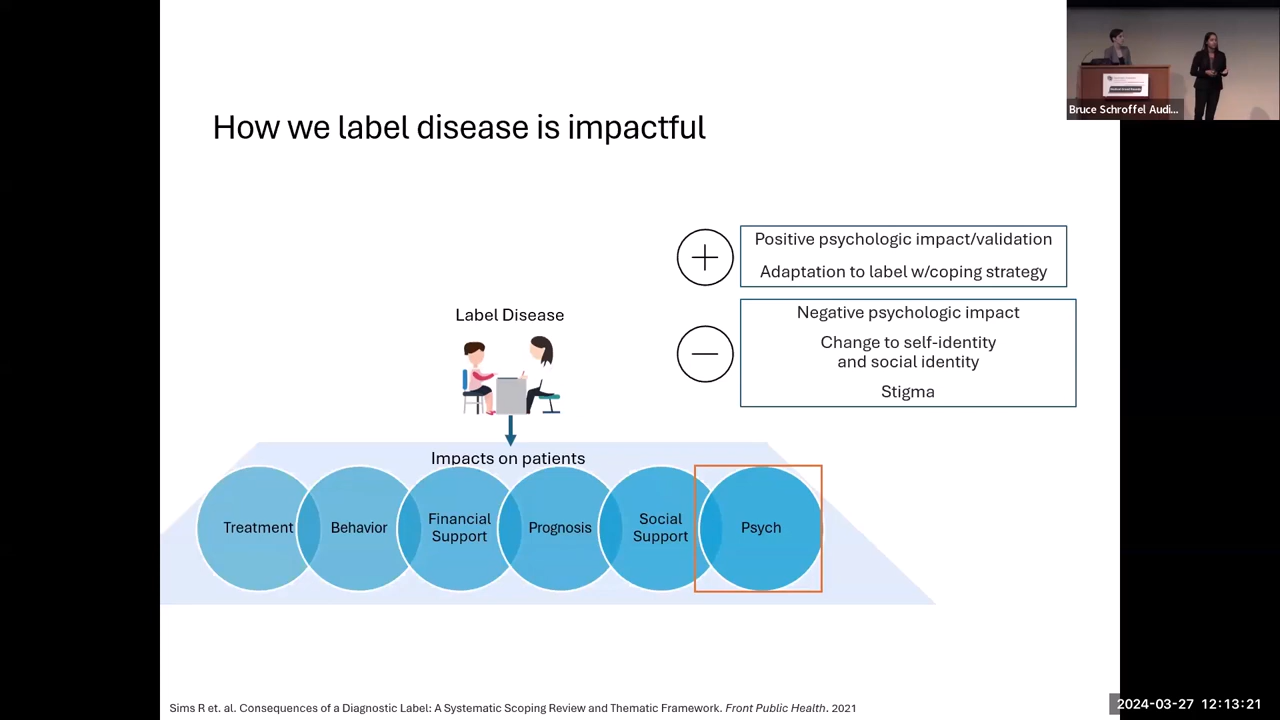 Bruce Schroffel Audi...
How we label disease is impactful
Positive psychologic impact/validation
Adaptation to label w/coping strategy
Negative psychologic impact
Change to self-identity
and social identity
Stigma
Label Disease
Impacts on patients
Treatment
Behavior
Financial
Support
Prognosis
Social
Support
Psych
Sims R et. al. Consequences of a Diagnostic Label: A Systematic Scoping Review and Thematic Framework. Front Public Health. 2021
2024-03-27 12:13:21